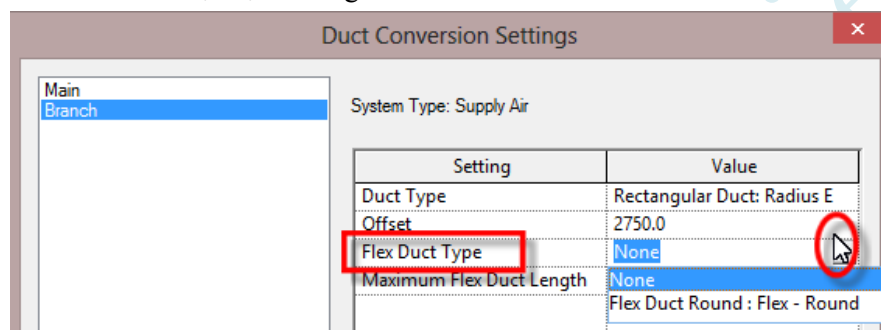 Duct Conversion Settings
Main
Branch
System Type: Supply Air
Setting Value
Duct Type Rectangular Duct: Radius E
Offset 2750.0
Flex Duct Type None
Maximum Flex Duct Length None
Flex Duct Round : Flex - Round